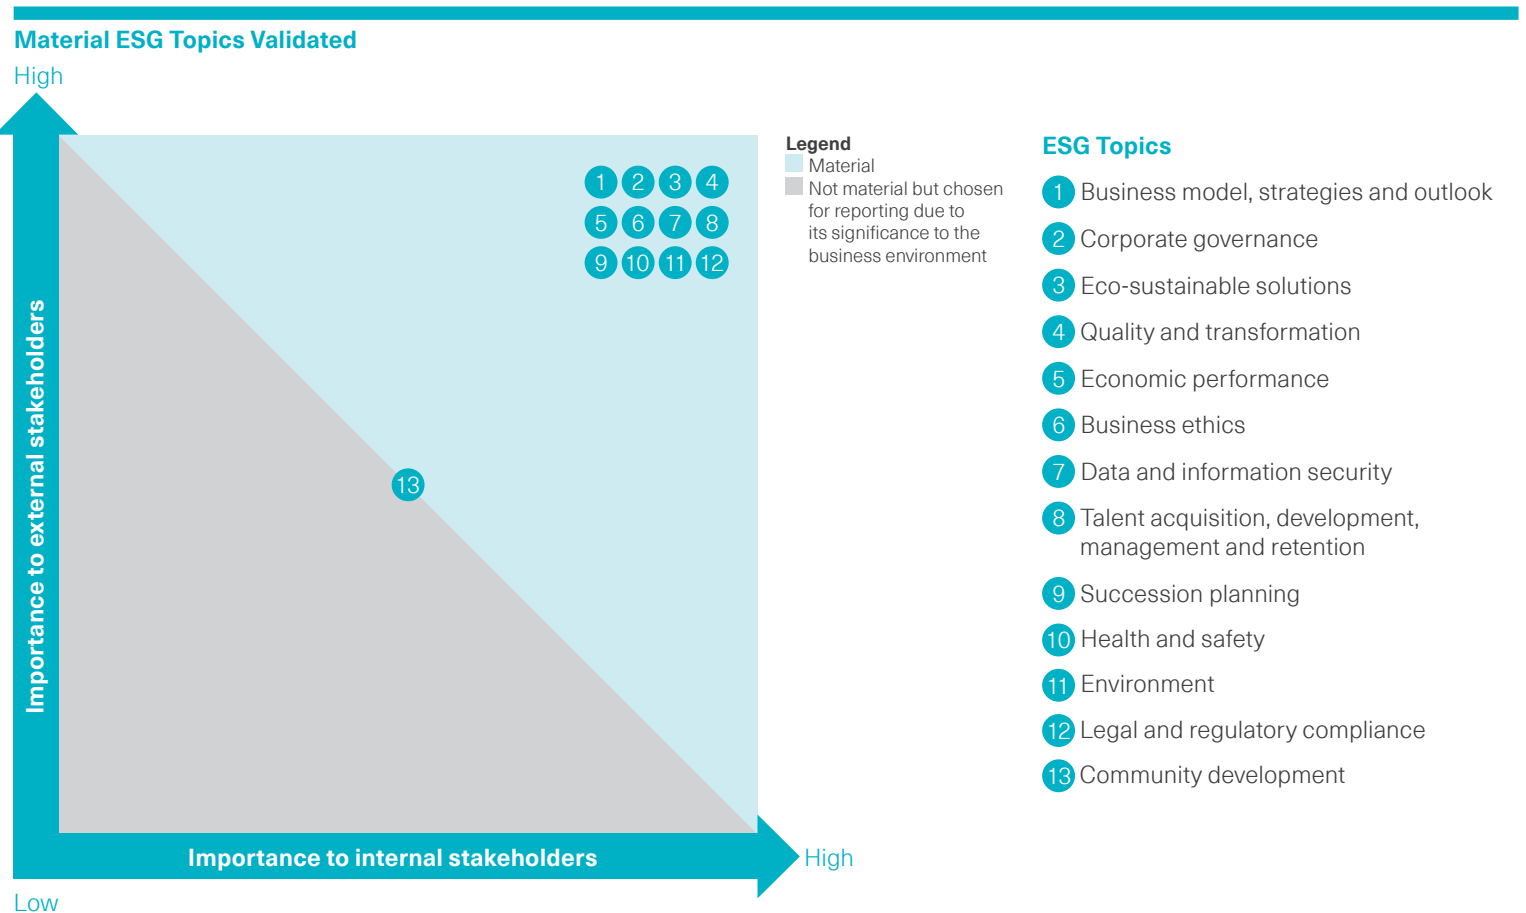 Material ESG Topics Validated
High
Importance to external stakeholders
1 2 3 4
5 6 7 8
9 10 11 12
13
Importance to internal stakeholders
High
Low
Legend
Material
Not material but chosen
for reporting due to
its significance to the
business environment
ESG Topics
1 Business model, strategies and outlook
2 Corporate governance
3 Eco-sustainable solutions
4 Quality and transformation
5 Economic performance
6 Business ethics
7 Data and information security
8 Talent acquisition, development,
management and retention
9 Succession planning
10 Health and safety
11 Environment
12 Legal and regulatory compliance
13 Community development